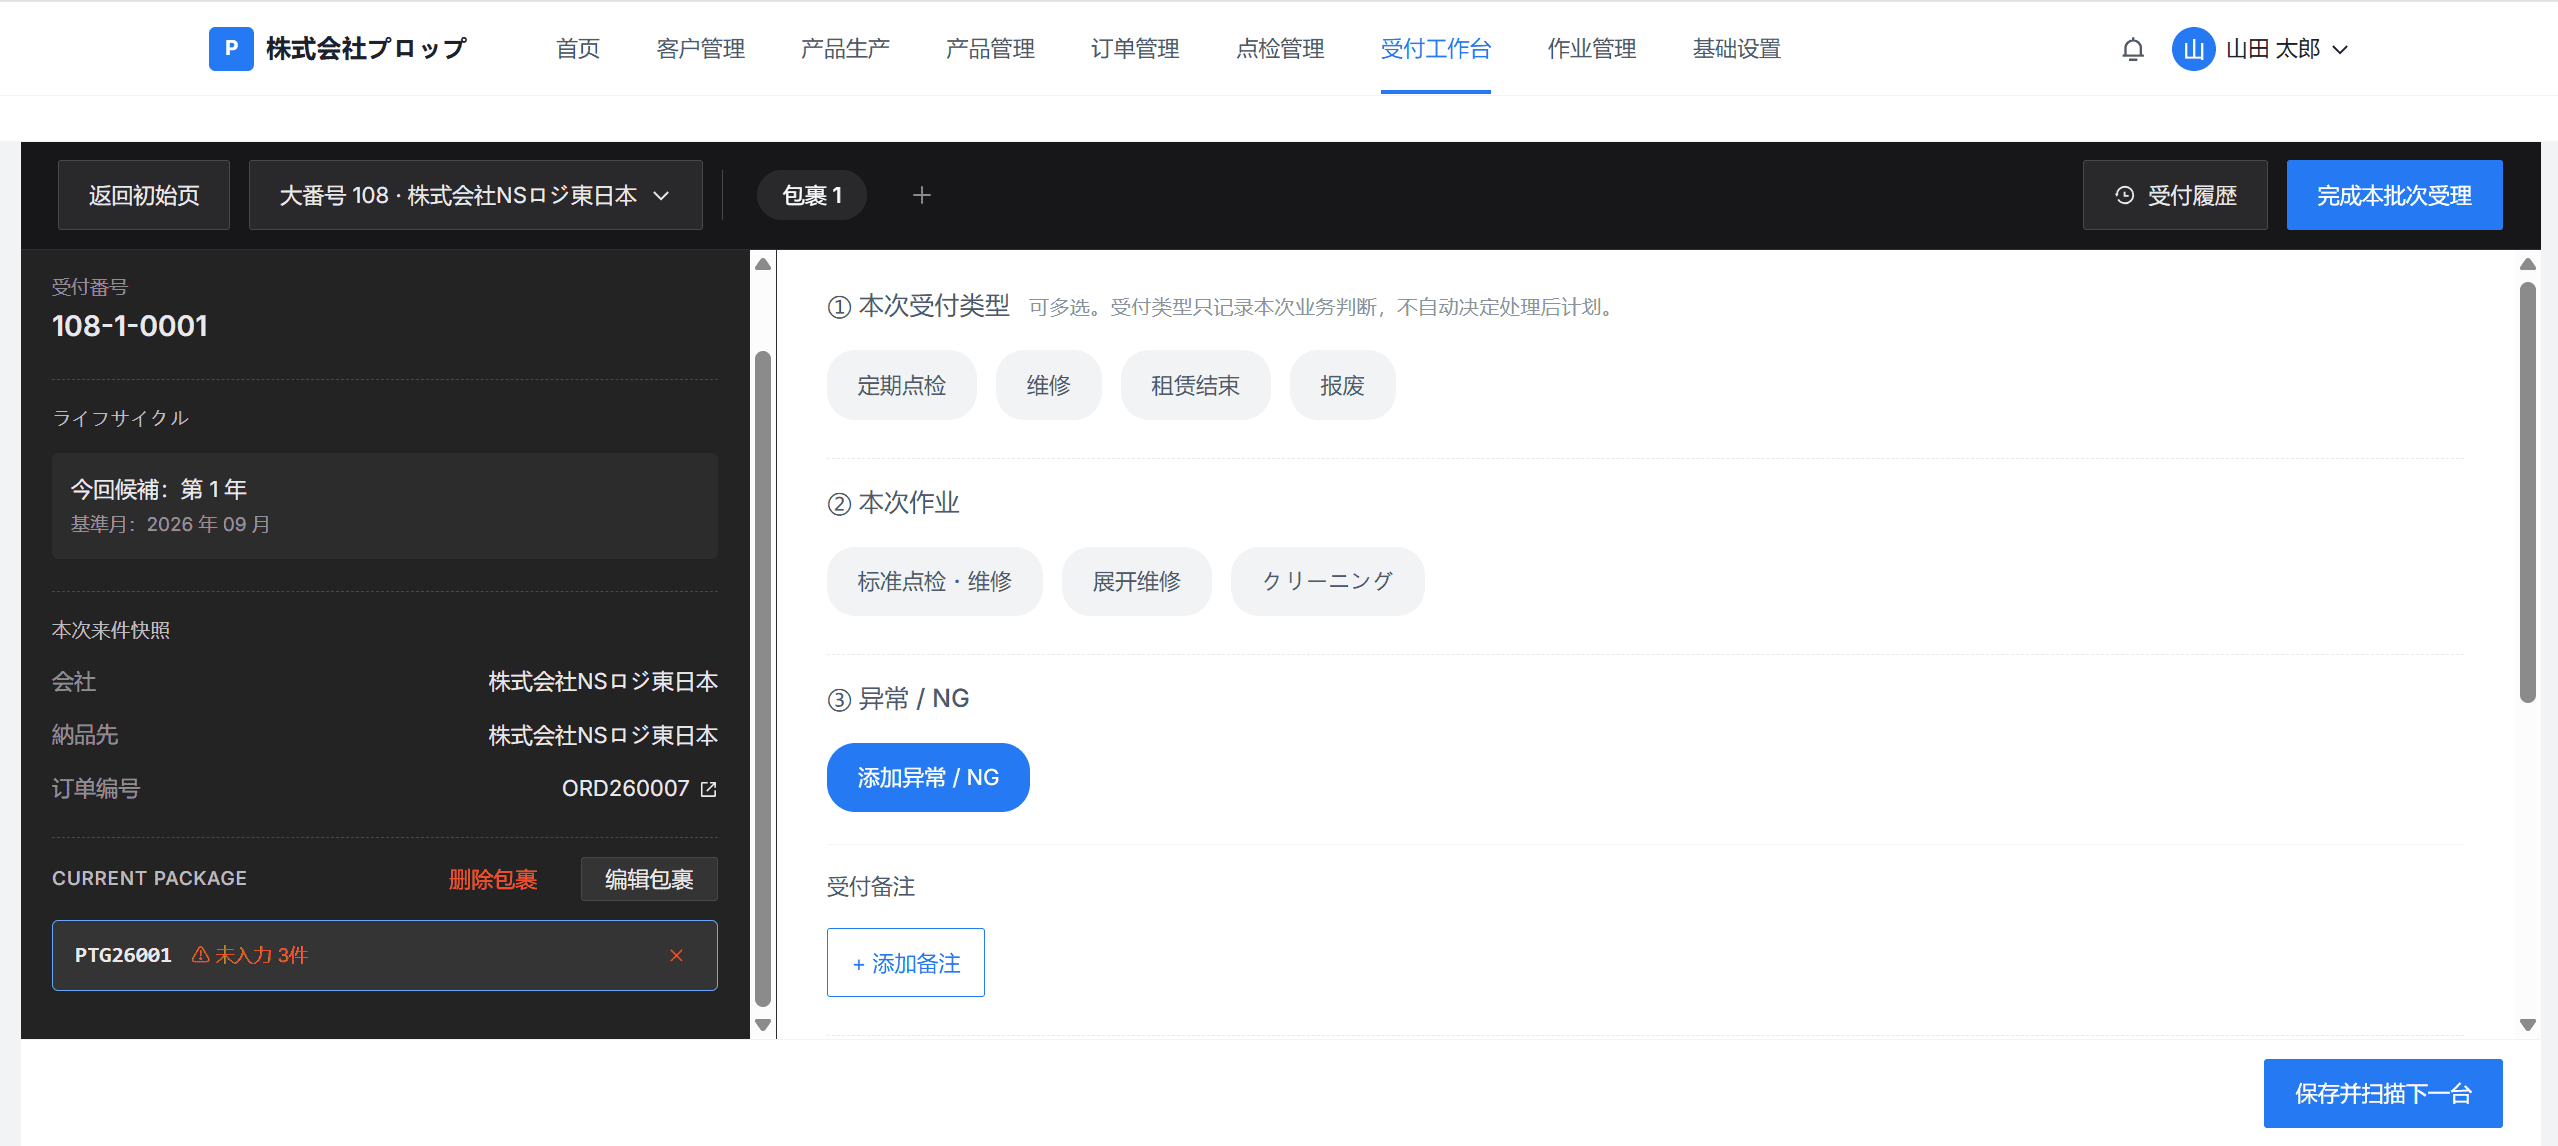 P 株式会社プロップ 首页 客户管理 产品生产 产品管理 订单管理 点检管理 受付工作台 作业管理 基础设置 山 山田 太郎
返回初始页 大番号 108 · 株式会社NSロジ東日本 包裹 1 + 受付履歴 完成本批次受理
受付番号
108-1-0001
ライフサイクル
今回候補：第 1 年
基準月：2026 年 09 月
本次来件快照
会社 株式会社NSロジ東日本
納品先 株式会社NSロジ東日本
订单编号 ORD260007
CURRENT PACKAGE 删除包裹 编辑包裹
PTG26001 未入力 3件
① 本次受付类型 可多选。受付类型只记录本次业务判断，不自动决定处理后计划。
定期点检 维修 租赁结束 报废
② 本次作业
标准点检・维修 展开维修 クリーニング
③ 异常 / NG
添加异常 / NG
受付备注
+ 添加备注
保存并扫描下一台